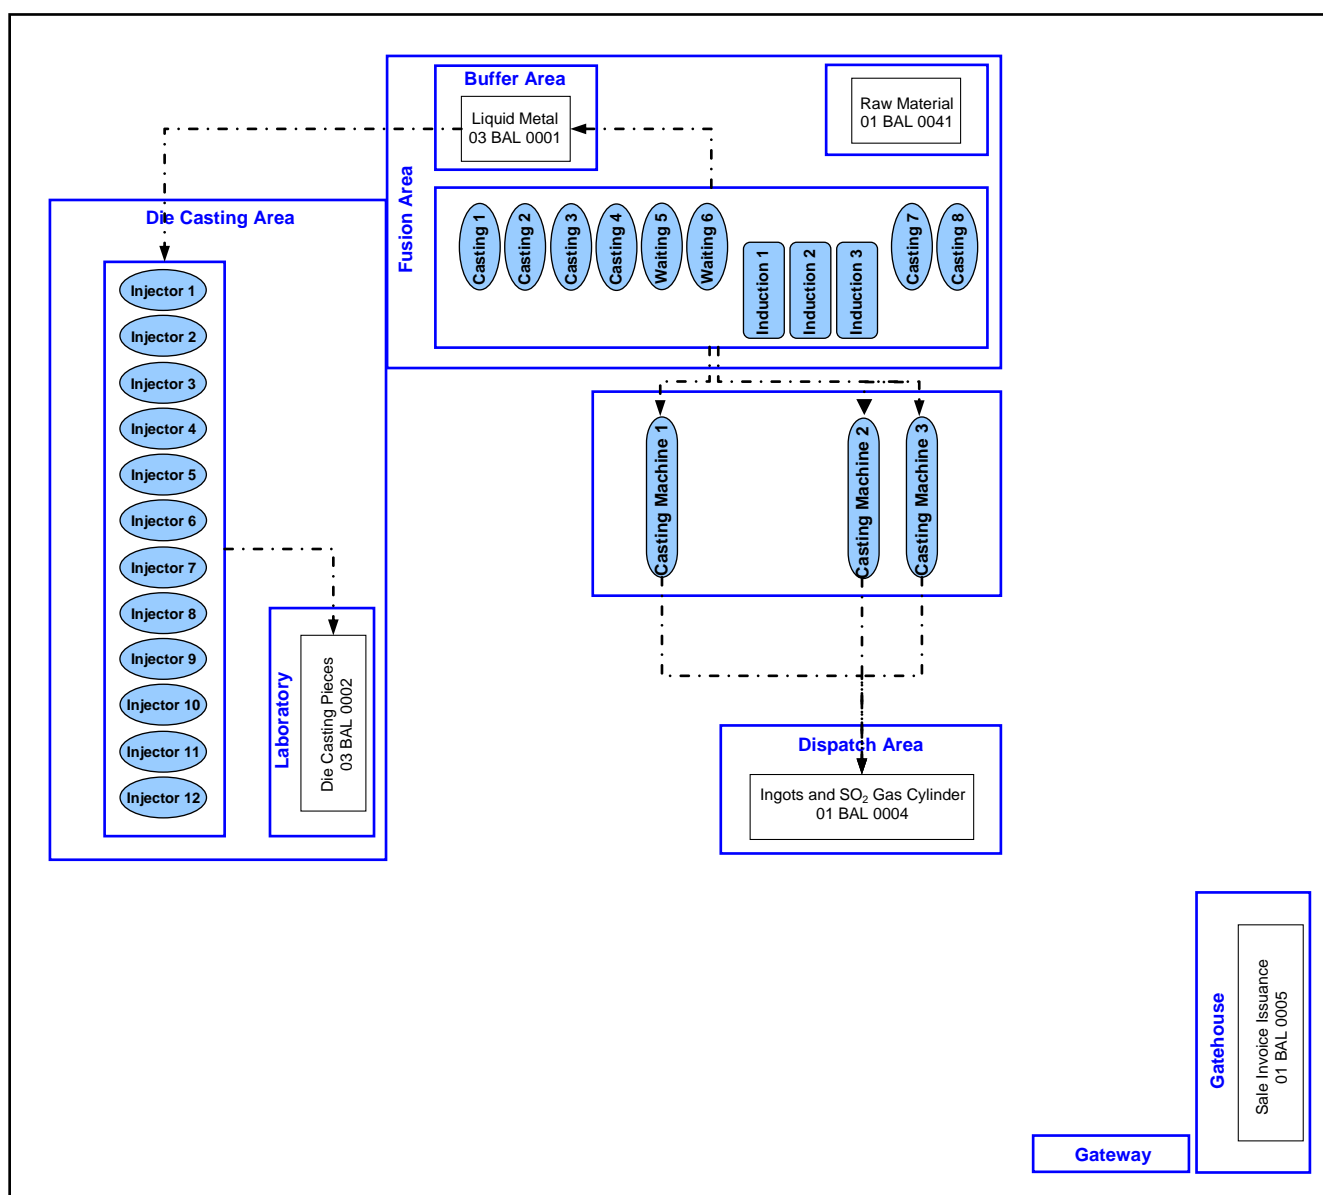 Buffer Area
Liquid Metal
03 BAL 0001
Raw Material
01 BAL 0041
Fusion Area
Casting 1
Casting 2
Casting 3
Casting 4
Waiting 5
Waiting 6
Induction 1
Induction 2
Induction 3
Casting 7
Casting 8
Die Casting Area
Injector 1
Injector 2
Injector 3
Injector 4
Injector 5
Injector 6
Injector 7
Injector 8
Injector 9
Injector 10
Injector 11
Injector 12
Laboratory
Die Casting Pieces
03 BAL 0002
Casting Machine 1
Casting Machine 2
Casting Machine 3
Dispatch Area
Ingots and SO₂ Gas Cylinder
01 BAL 0004
Gatehouse
Sale Invoice Issuance
01 BAL 0005
Gateway